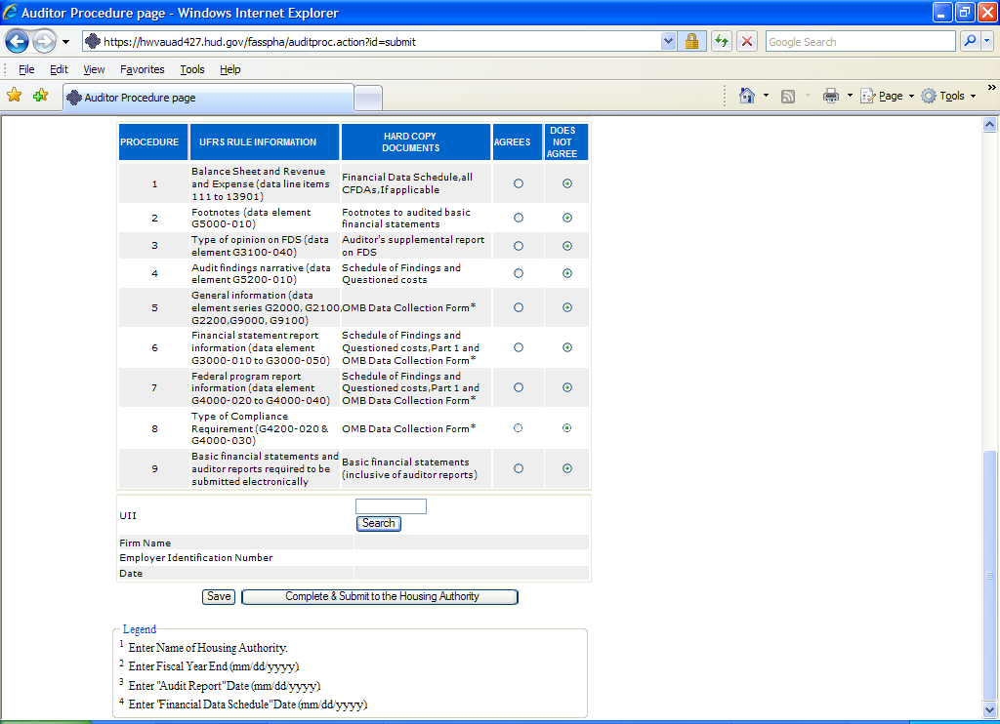 Auditor Procedure page - Windows Internet Explorer
https://hwvauad427.hud.gov/fasspha/auditproc.action?id=submit
Google Search
File Edit View Favorites Tools Help
Auditor Procedure page
Page Tools
PROCEDURE UFRS RULE INFORMATION HARD COPY DOCUMENTS AGREES DOES NOT AGREE
1
Balance Sheet and Revenue
and Expense (data line items
111 to 13901)
Financial Data Schedule,all
CFDAs,If applicable
2
Footnotes (data element
G5000-010)
Footnotes to audited basic
financial statements
3
Type of opinion on FDS (data
element G3100-040)
Auditor's supplemental report
on FDS
4
Audit findings narrative (data
element G5200-010)
Schedule of Findings and
Questioned costs
5
General information (data
element series G2000, G2100,
G2200,G9000, G9100)
OMB Data Collection Form*
6
Financial statement report
information (data element
G3000-010 to G3000-050)
Schedule of Findings and
Questioned costs,Part 1 and
OMB Data Collection Form*
7
Federal program report
information (data element
G4000-020 to G4000-040)
Schedule of Findings and
Questioned costs,Part 1 and
OMB Data Collection Form*
8
Type of Compliance
Requirement (G4200-020 &
G4000-030)
OMB Data Collection Form*
9
Basic financial statements and
auditor reports required to be
submitted electronically
Basic financial statements
(inclusive of auditor reports)
UII
Search
Firm Name
Employer Identification Number
Date
Save Complete & Submit to the Housing Authority
Legend
1 Enter Name of Housing Authority.
2 Enter Fiscal Year End (mm/dd/yyyy).
3 Enter "Audit Report" Date (mm/dd/yyyy).
4 Enter "Financial Data Schedule" Date (mm/dd/yyyy).